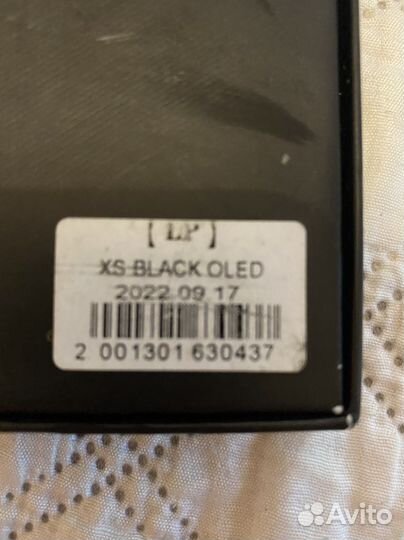 [LP]
XS BLACK OLED
2022 09 17
2 001301 630437
Avito